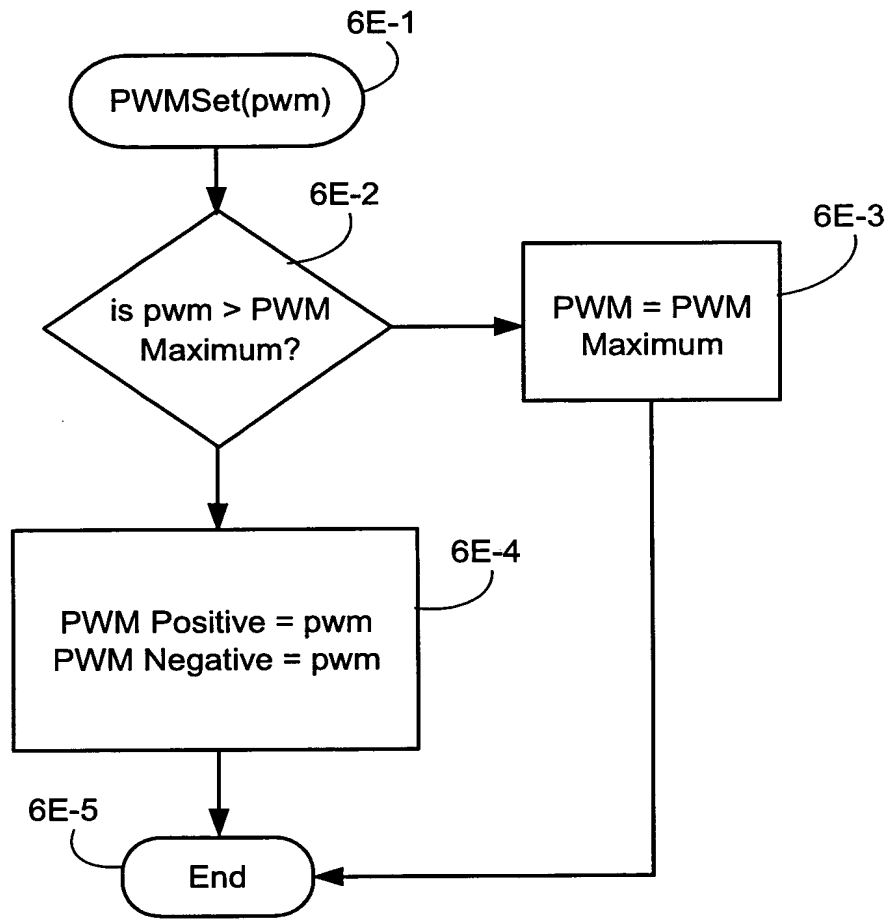 6E-1
PWMSet(pwm)
6E-2
is pwm > PWM
Maximum?
6E-3
PWM = PWM
Maximum
6E-4
PWM Positive = pwm
PWM Negative = pwm
6E-5
End